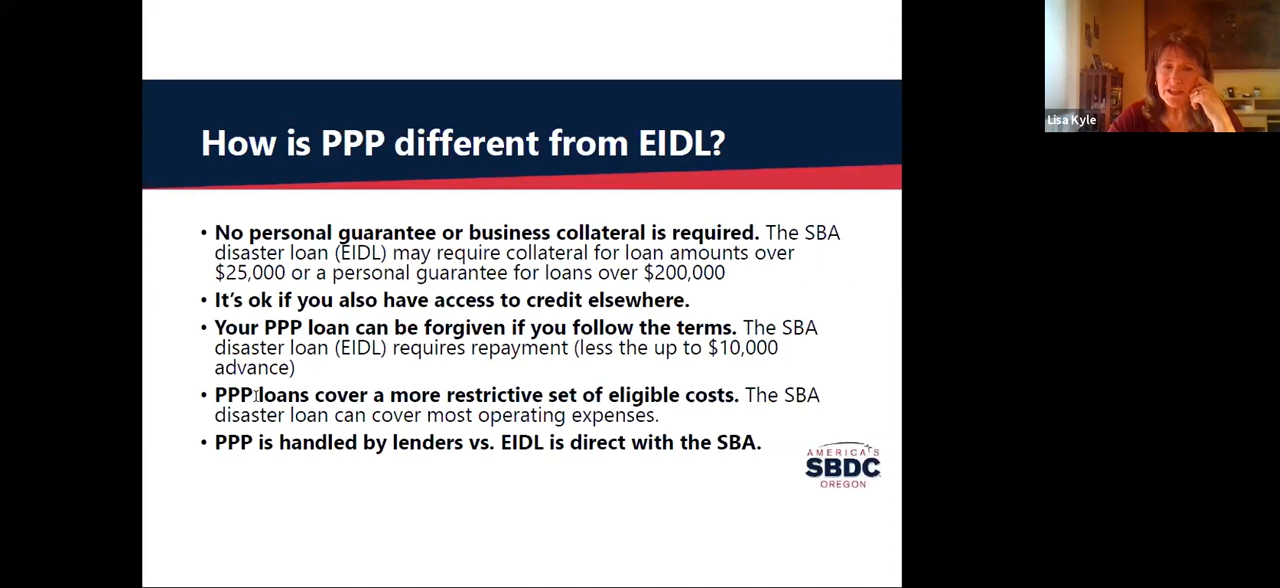 How is PPP different from EIDL?
• No personal guarantee or business collateral is required. The SBA
disaster loan (EIDL) may require collateral for loan amounts over
$25,000 or a personal guarantee for loans over $200,000
• It's ok if you also have access to credit elsewhere.
• Your PPP loan can be forgiven if you follow the terms. The SBA
disaster loan (EIDL) requires repayment (less the up to $10,000
advance)
• PPP loans cover a more restrictive set of eligible costs. The SBA
disaster loan can cover most operating expenses.
• PPP is handled by lenders vs. EIDL is direct with the SBA.
AMERICA'S
SBDC
OREGON
Lisa Kyle